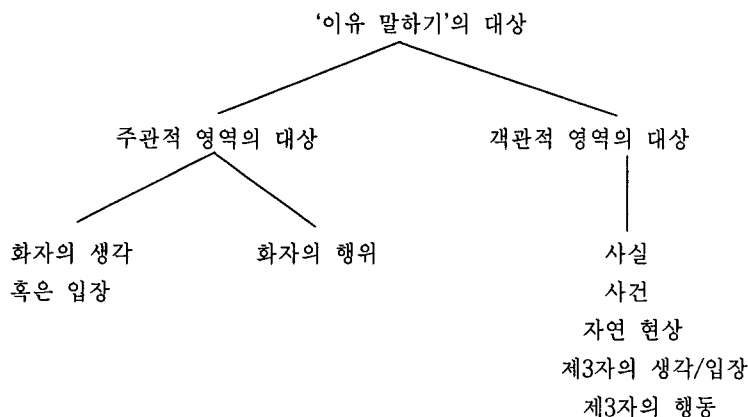 ‘이유 말하기’의 대상
주관적 영역의 대상
객관적 영역의 대상
화자의 생각
혹은 입장
화자의 행위
사실
사건
자연 현상
제3자의 생각/입장
제3자의 행동